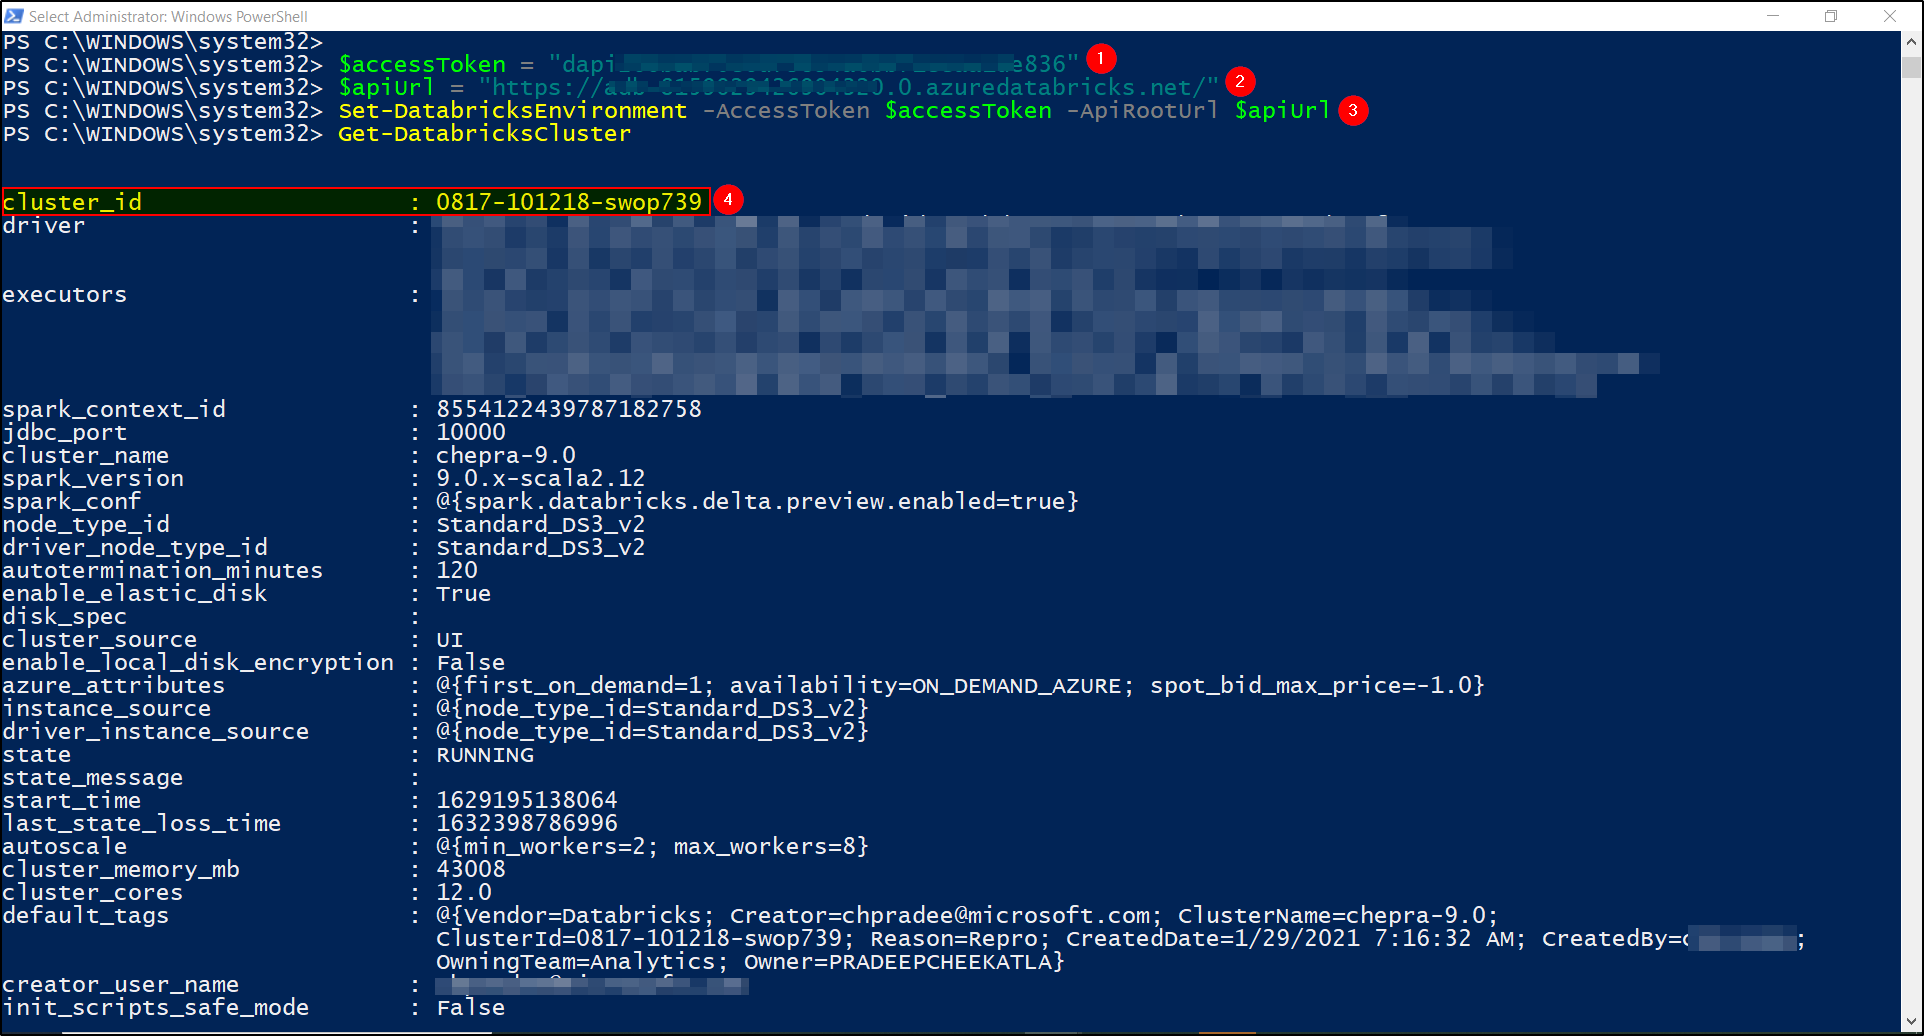 Select Administrator: Windows PowerShell
PS C:\WINDOWS\system32>
PS C:\WINDOWS\system32> $accessToken = "dapi e836" 1
PS C:\WINDOWS\system32> $apiUrl = "https://adb- .0.azuredatabricks.net/" 2
PS C:\WINDOWS\system32> Set-DatabricksEnvironment -AccessToken $accessToken -ApiRootUrl $apiUrl 3
PS C:\WINDOWS\system32> Get-DatabricksCluster
cluster_id : 0817-101218-swop739 4
driver :
executors :
spark_context_id : 8554122439787182758
jdbc_port : 10000
cluster_name : chepra-9.0
spark_version : 9.0.x-scala2.12
spark_conf : @{spark.databricks.delta.preview.enabled=true}
node_type_id : Standard_DS3_v2
driver_node_type_id : Standard_DS3_v2
autotermination_minutes : 120
enable_elastic_disk : True
disk_spec :
cluster_source : UI
enable_local_disk_encryption : False
azure_attributes : @{first_on_demand=1; availability=ON_DEMAND_AZURE; spot_bid_max_price=-1.0}
instance_source : @{node_type_id=Standard_DS3_v2}
driver_instance_source : @{node_type_id=Standard_DS3_v2}
state : RUNNING
state_message :
start_time : 1629195138064
last_state_loss_time : 1632398786996
autoscale : @{min_workers=2; max_workers=8}
cluster_memory_mb : 43008
cluster_cores : 12.0
default_tags : @{Vendor=Databricks; Creator=chpradee@microsoft.com; ClusterName=chepra-9.0;
ClusterId=0817-101218-swop739; Reason=Repro; CreatedDate=1/29/2021 7:16:32 AM; CreatedBy= ;
OwningTeam=Analytics; Owner=PRADEEPCHEEKATLA}
creator_user_name :
init_scripts_safe_mode : False